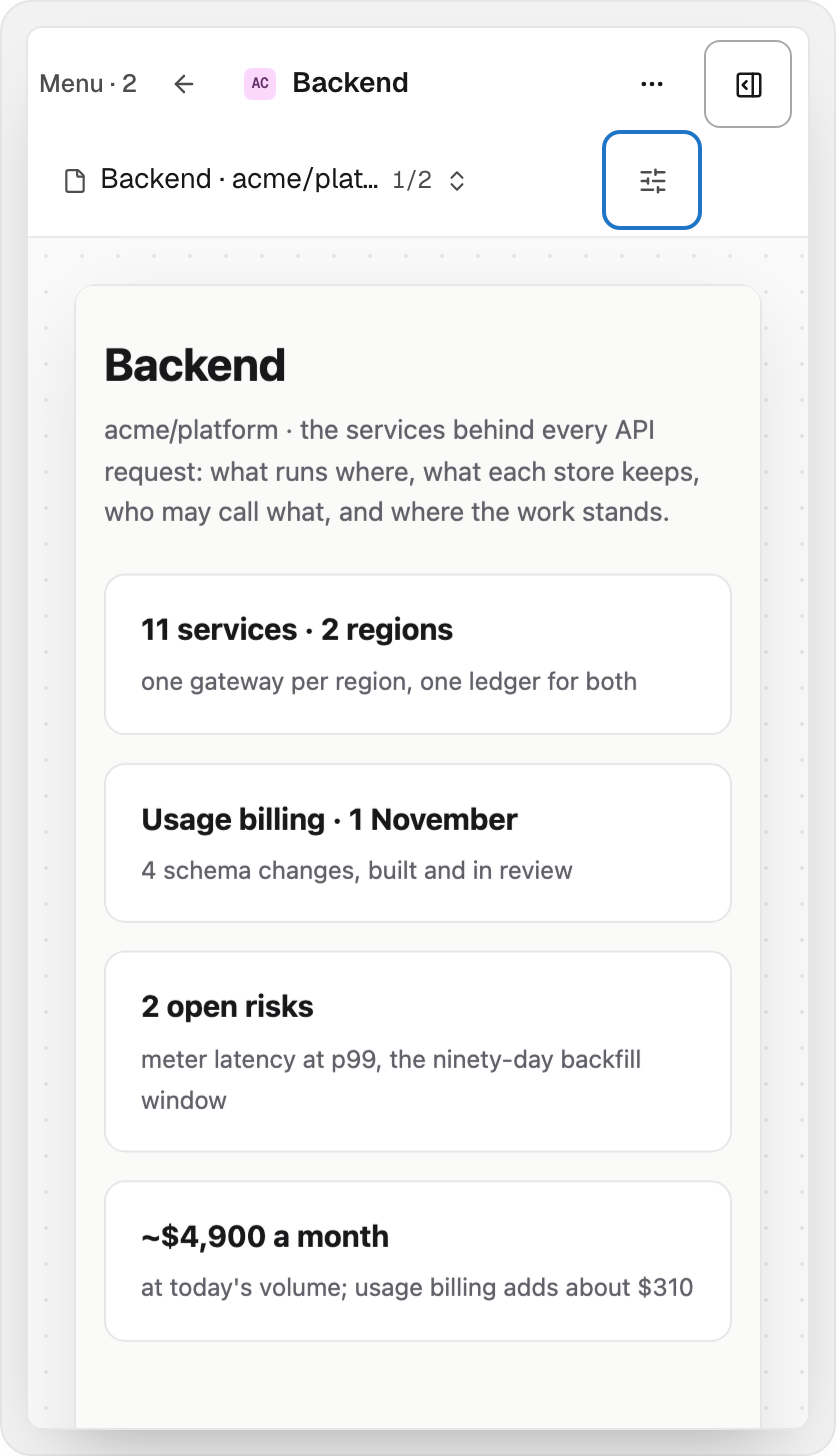 Menu · 2
AC
Backend
Backend · acme/plat... 1/2
Backend
acme/platform · the services behind every API
request: what runs where, what each store keeps,
who may call what, and where the work stands.
11 services · 2 regions
one gateway per region, one ledger for both
Usage billing · 1 November
4 schema changes, built and in review
2 open risks
meter latency at p99, the ninety-day backfill
window
~$4,900 a month
at today's volume; usage billing adds about $310